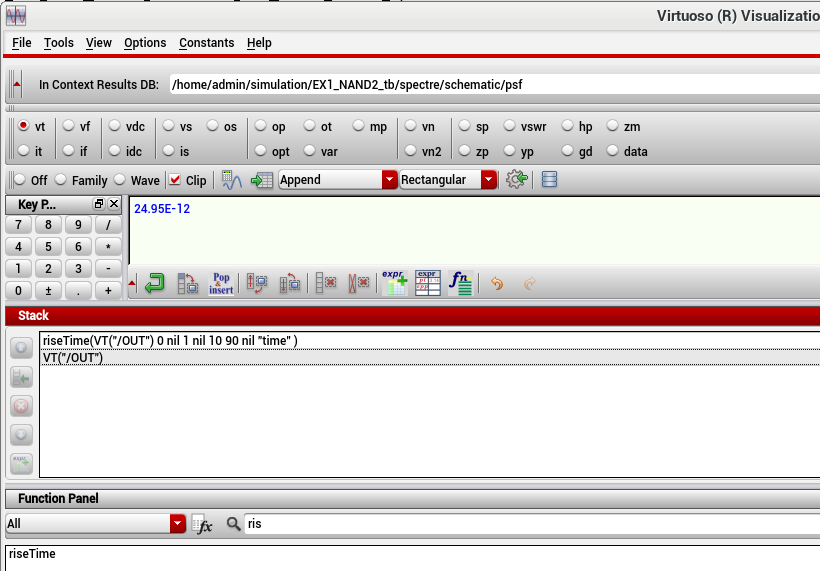 Virtuoso (R) Visualizatio
File Tools View Options Constants Help
In Context Results DB: /home/admin/simulation/EX1_NAND2_tb/spectre/schematic/psf
vt vf vdc vs os op ot mp vn sp vswr hp zm
it if idc is opt var vn2 zp yp gd data
Off Family Wave Clip Append Rectangular
Key P...
24.95E-12
7 8 9 /
4 5 6 *
1 2 3 -
0 ± . +
Pop & insert
expr
expr
fn
Stack
riseTime(VT("/OUT") 0 nil 1 nil 10 90 nil "time" )
VT("/OUT")
Function Panel
All fx ris
riseTime